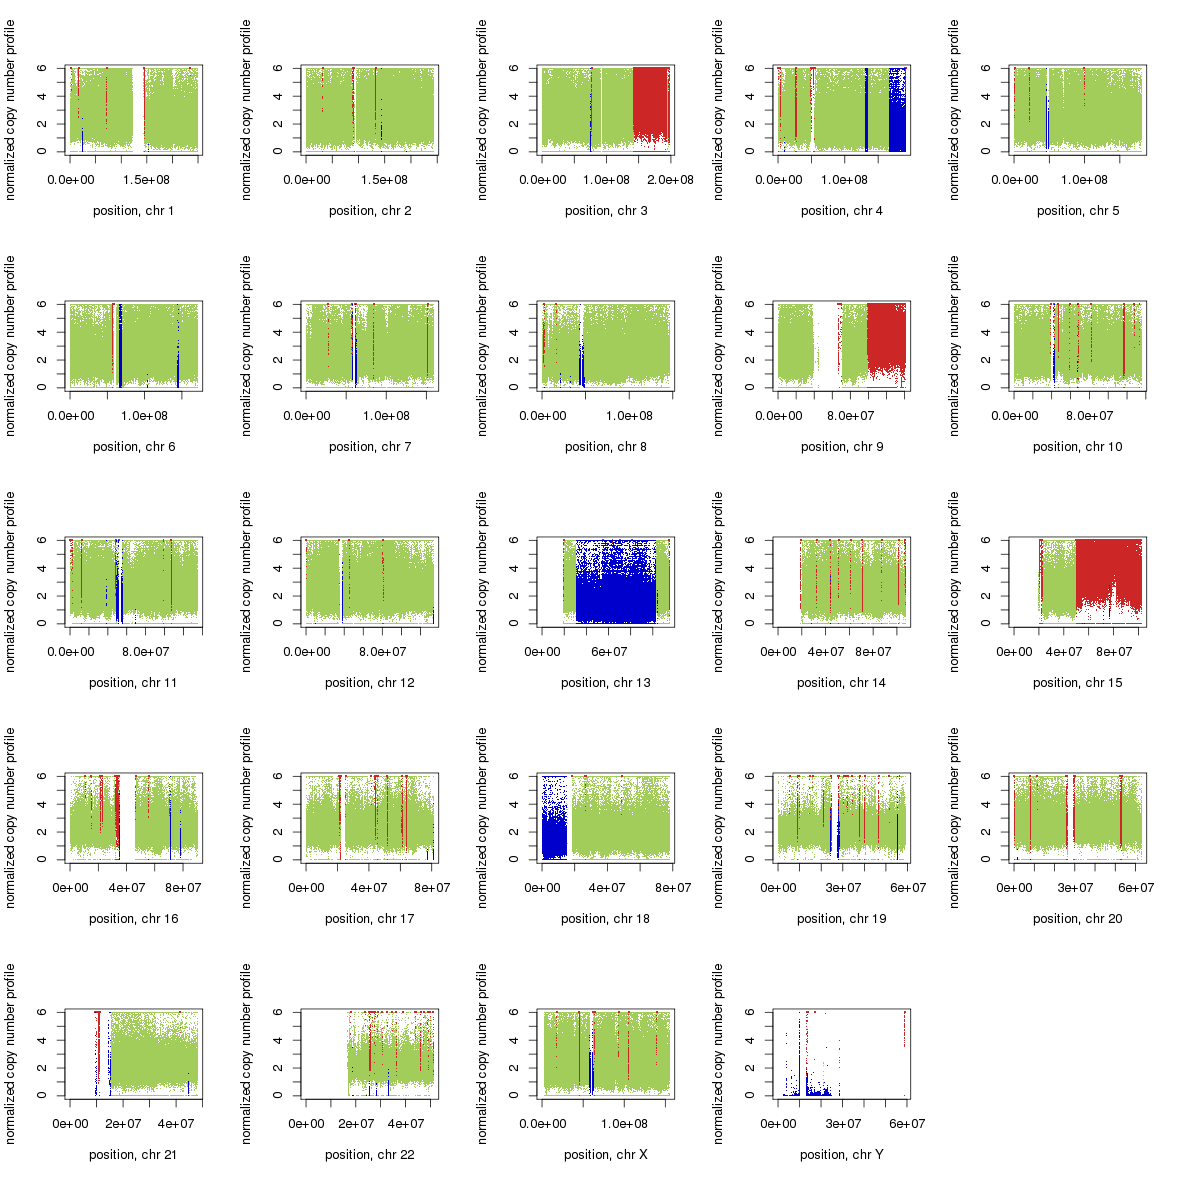 normalized copy number profile
0 2 4 6
0.0e+00 1.5e+08
position, chr 1
normalized copy number profile
0 2 4 6
0.0e+00 1.5e+08
position, chr 2
normalized copy number profile
0 2 4 6
0.0e+00 1.0e+08 2.0e+08
position, chr 3
normalized copy number profile
0 2 4 6
0.0e+00 1.0e+08
position, chr 4
normalized copy number profile
0 2 4 6
0.0e+00 1.0e+08
position, chr 5
normalized copy number profile
0 2 4 6
0.0e+00 1.0e+08
position, chr 6
normalized copy number profile
0 2 4 6
0.0e+00 1.0e+08
position, chr 7
normalized copy number profile
0 2 4 6
0.0e+00 1.0e+08
position, chr 8
normalized copy number profile
0 2 4 6
0.0e+00 8.0e+07
position, chr 9
normalized copy number profile
0 2 4 6
0.0e+00 8.0e+07
position, chr 10
normalized copy number profile
0 2 4 6
0.0e+00 8.0e+07
position, chr 11
normalized copy number profile
0 2 4 6
0.0e+00 8.0e+07
position, chr 12
normalized copy number profile
0 2 4 6
0e+00 6e+07
position, chr 13
normalized copy number profile
0 2 4 6
0e+00 4e+07 8e+07
position, chr 14
normalized copy number profile
0 2 4 6
0e+00 4e+07 8e+07
position, chr 15
normalized copy number profile
0 2 4 6
0e+00 4e+07 8e+07
position, chr 16
normalized copy number profile
0 2 4 6
0e+00 4e+07 8e+07
position, chr 17
normalized copy number profile
0 2 4 6
0e+00 4e+07 8e+07
position, chr 18
normalized copy number profile
0 2 4 6
0e+00 3e+07 6e+07
position, chr 19
normalized copy number profile
0 2 4 6
0e+00 3e+07 6e+07
position, chr 20
normalized copy number profile
0 2 4 6
0e+00 2e+07 4e+07
position, chr 21
normalized copy number profile
0 2 4 6
0e+00 2e+07 4e+07
position, chr 22
normalized copy number profile
0 2 4 6
0.0e+00 1.0e+08
position, chr X
normalized copy number profile
0 2 4 6
0e+00 3e+07 6e+07
position, chr Y